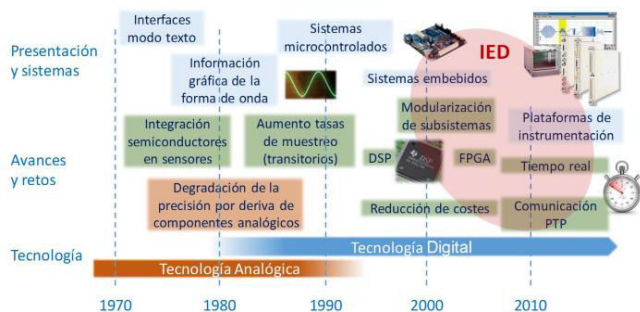 Interfaces
modo texto
Sistemas
microcontrolados
IED
Presentación
y sistemas
Información
gráfica de la
forma de onda
Sistemas embebidos
Modularización
de subsistemas
Plataformas de
instrumentación
Integración
semiconductores
en sensores
Aumento tasas
de muestreo
(transitorios)
Avances
y retos
DSP
FPGA
Tiempo real
Degradación de la
precisión por deriva de
componentes analógicos
Reducción de costes
Comunicación
PTP
Tecnología
Tecnología Digital
Tecnología Analógica
1970
1980
1990
2000
2010